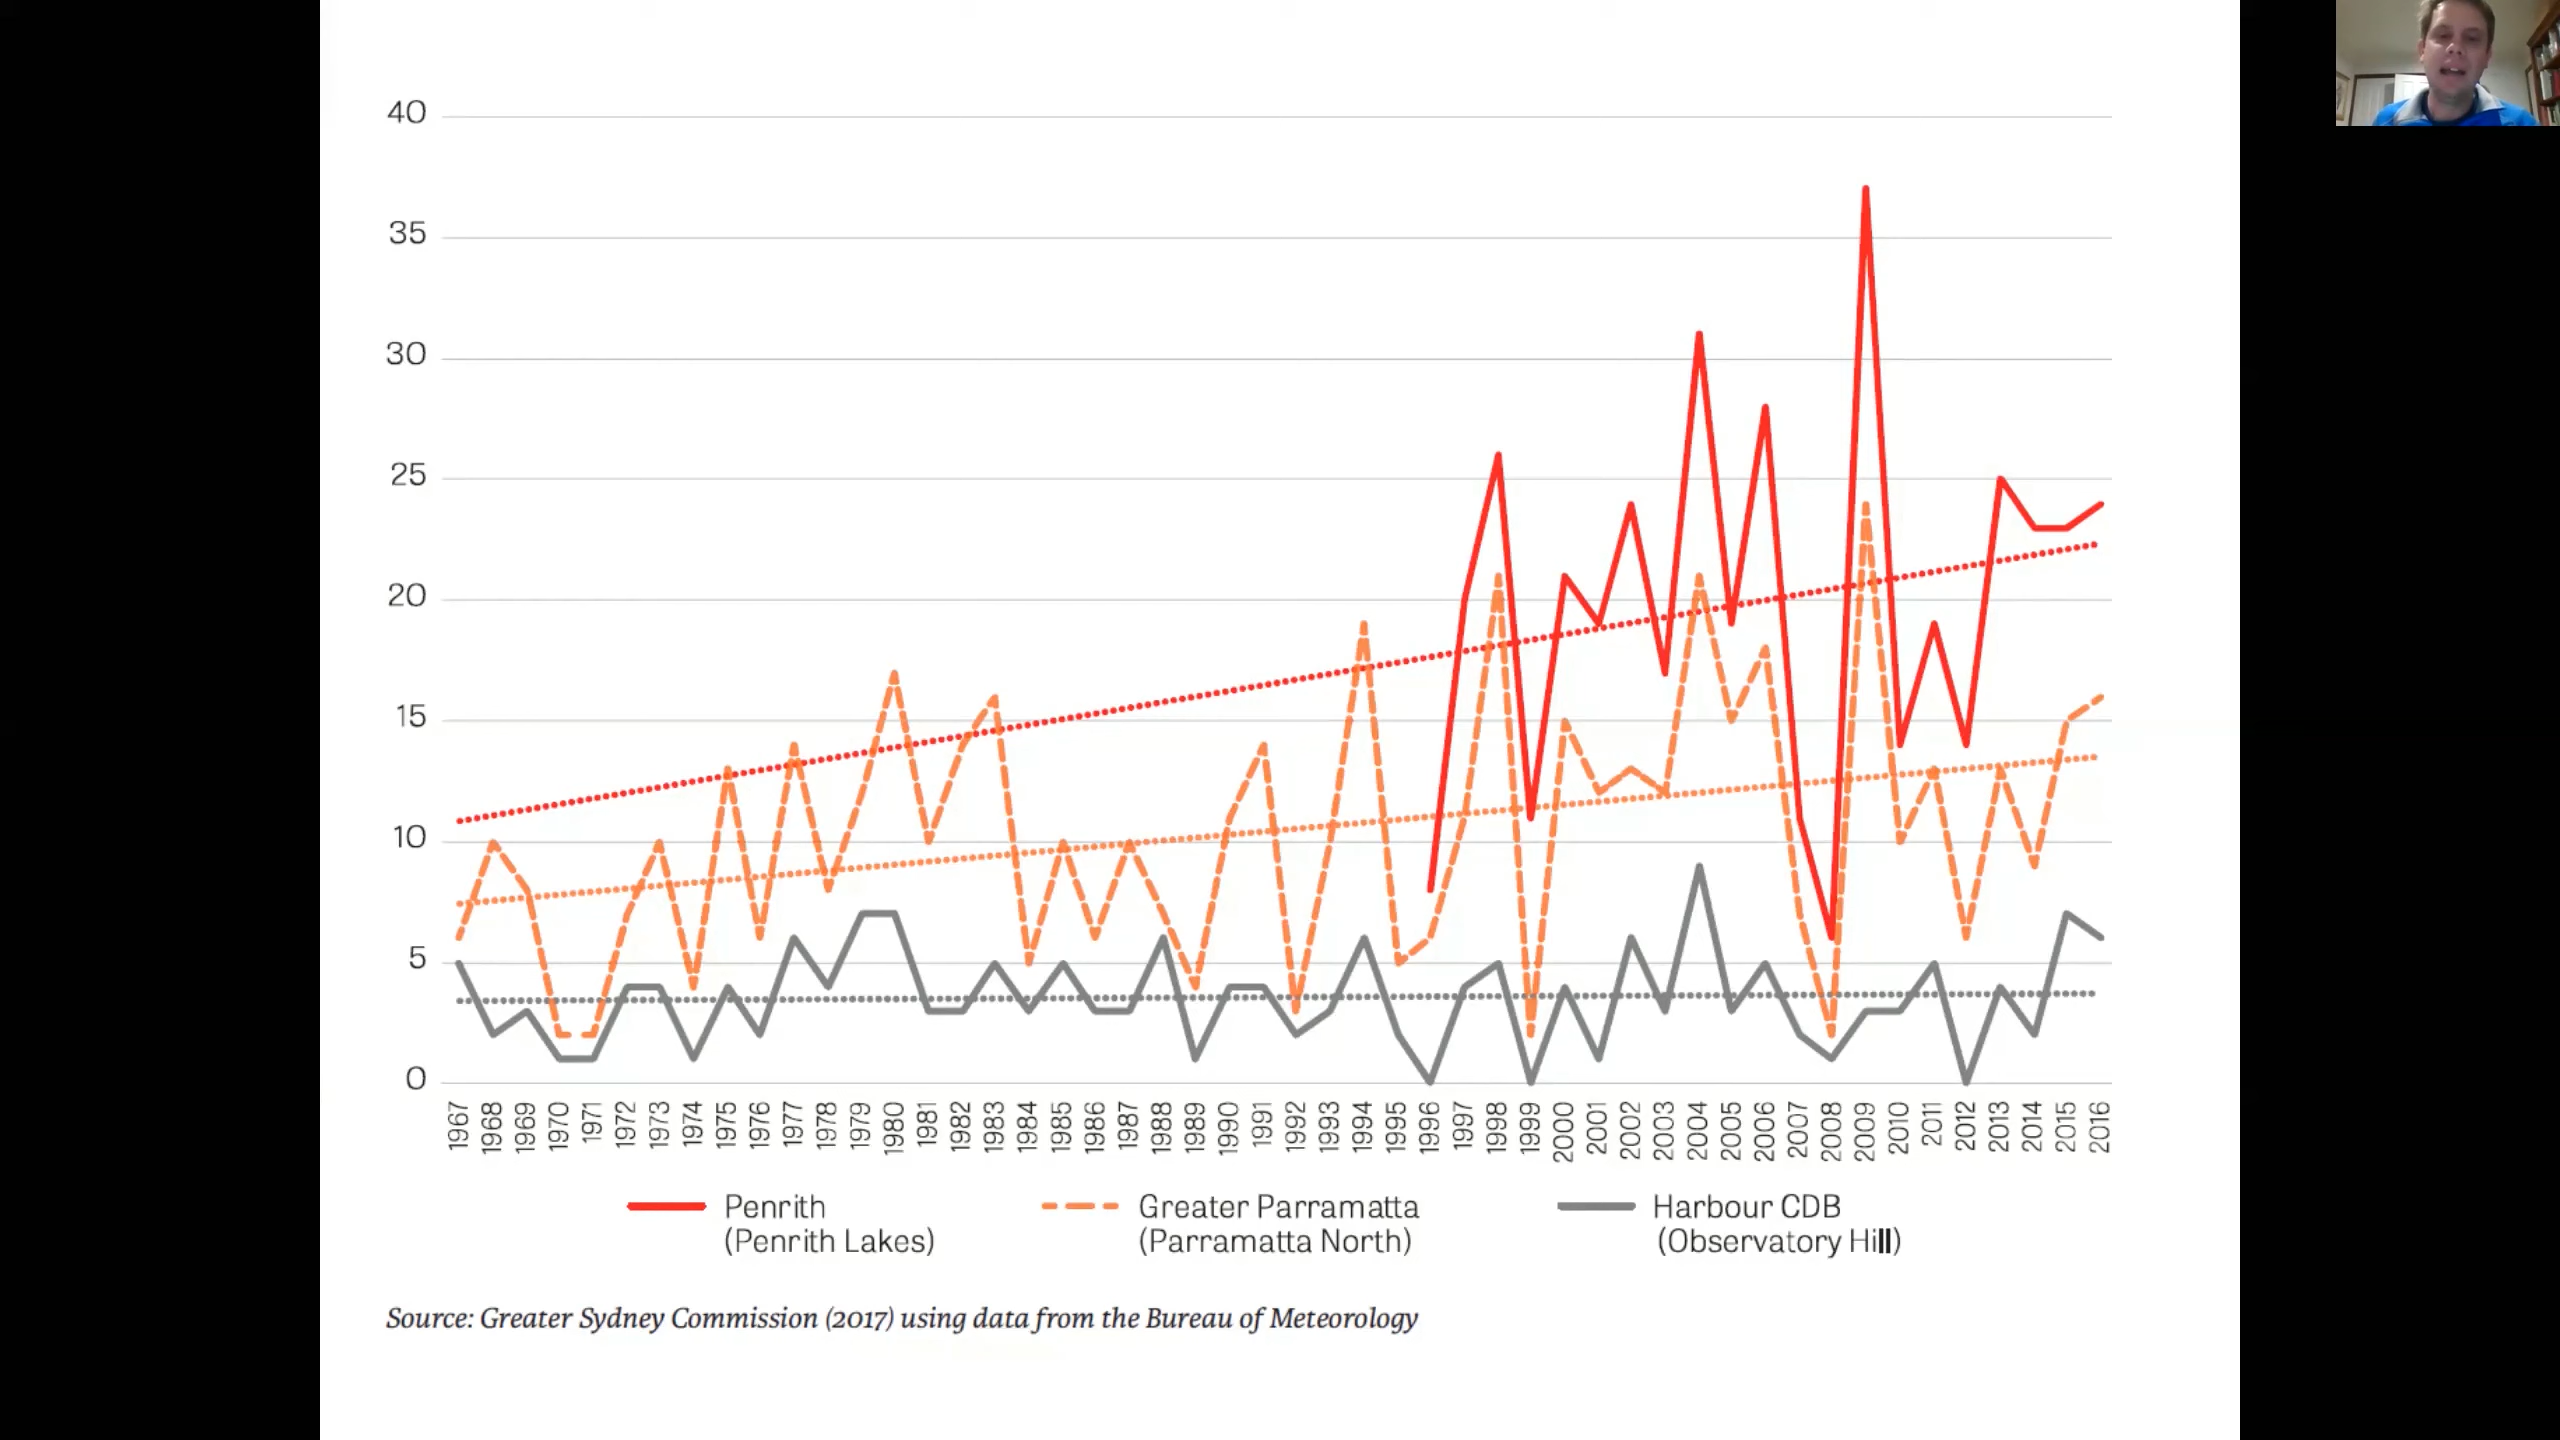 40
35
30
25
20
15
10
5
0
1967 1968 1969 1970 1971 1972 1973 1974 1975 1976 1977 1978 1979 1980 1981 1982 1983 1984 1985 1986 1987 1988 1989 1990 1991 1992 1993 1994 1995 1996 1997 1998 1999 2000 2001 2002 2003 2004 2005 2006 2007 2008 2009 2010 2011 2012 2013 2014 2015 2016
Penrith
(Penrith Lakes)
Greater Parramatta
(Parramatta North)
Harbour CDB
(Observatory Hill)
Source: Greater Sydney Commission (2017) using data from the Bureau of Meteorology